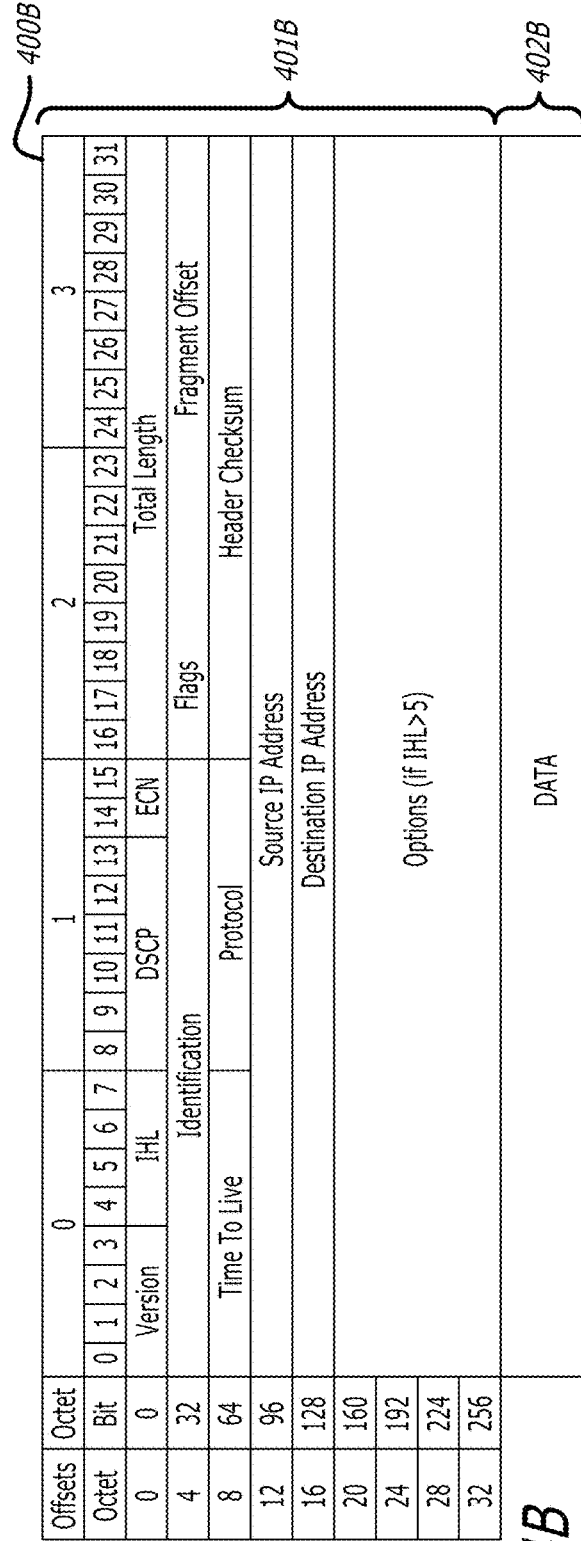 400B
Offsets Octet 0 1 2 3
Octet Bit 0 1 2 3 4 5 6 7 8 9 10 11 12 13 14 15 16 17 18 19 20 21 22 23 24 25 26 27 28 29 30 31
0 0 Version IHL DSCP ECN Total Length
4 32 Identification Flags Fragment Offset
8 64 Time To Live Protocol Header Checksum
12 96 Source IP Address
16 128 Destination IP Address
20 160
24 192 Options (if IHL>5)
28 224
32 256
401B
DATA
402B